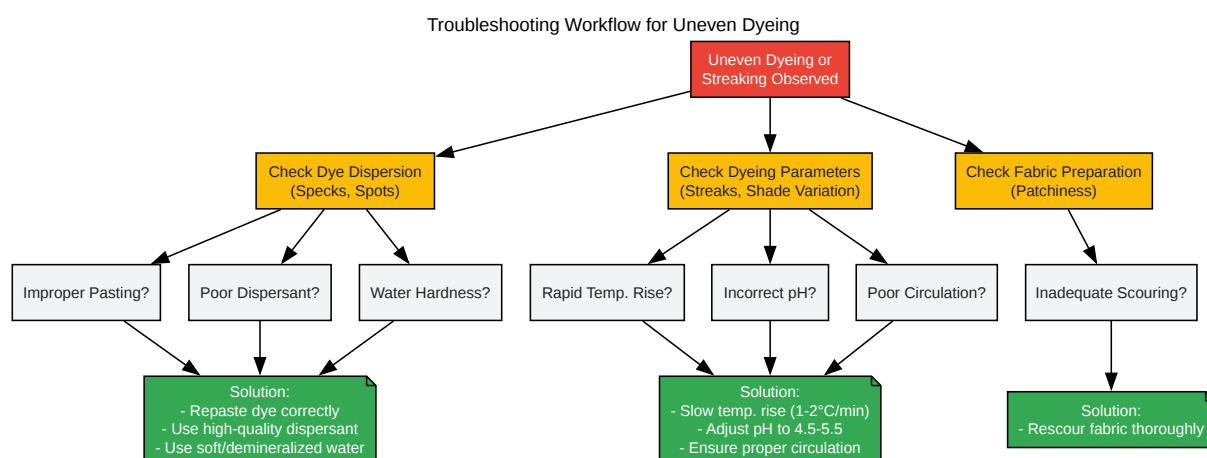 Troubleshooting Workflow for Uneven Dyeing
Uneven Dyeing or
Streaking Observed
Check Dye Dispersion
(Specks, Spots)
Check Dyeing Parameters
(Streaks, Shade Variation)
Check Fabric Preparation
(Patchiness)
Improper Pasting?
Poor Dispersant?
Water Hardness?
Rapid Temp. Rise?
Incorrect pH?
Poor Circulation?
Inadequate Scouring?
Solution:
- Repaste dye correctly
- Use high-quality dispersant
- Use soft/demineralized water
Solution:
- Slow temp. rise (1-2°C/min)
- Adjust pH to 4.5-5.5
- Ensure proper circulation
Solution:
- Rescour fabric thoroughly